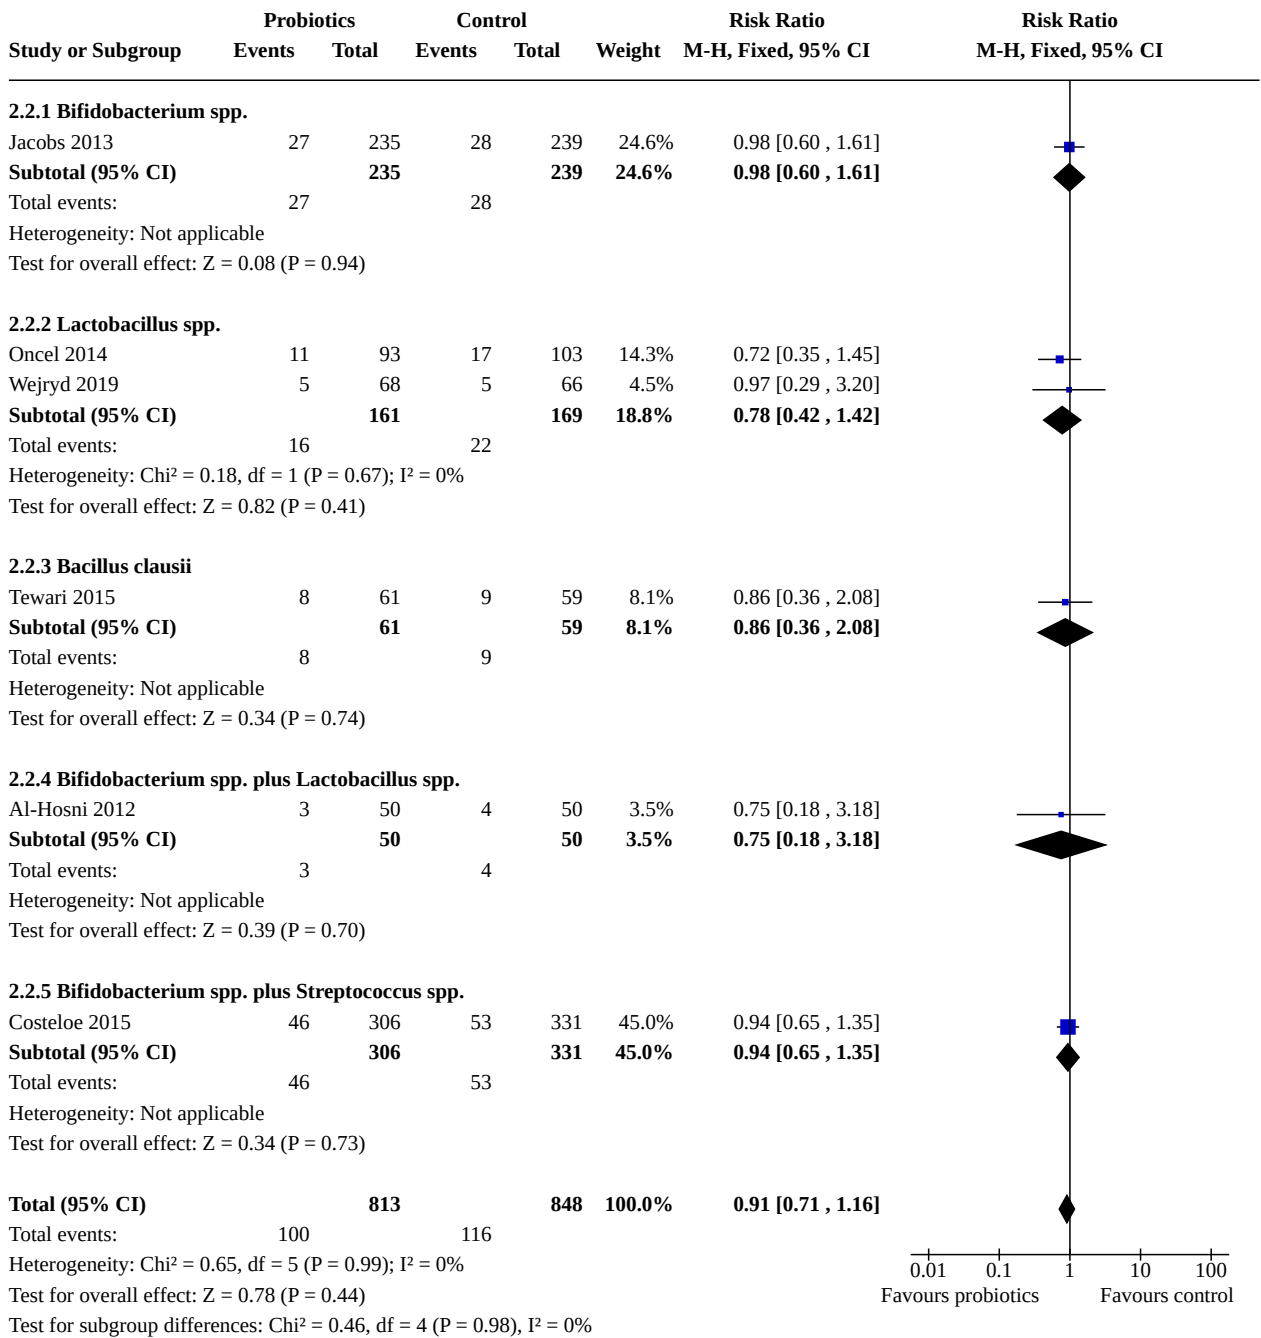 Probiotics Control Risk Ratio Risk Ratio
Study or Subgroup Events Total Events Total Weight M-H, Fixed, 95% CI M-H, Fixed, 95% CI
2.2.1 Bifidobacterium spp.
Jacobs 2013 27 235 28 239 24.6% 0.98 [0.60 , 1.61]
Subtotal (95% CI) 235 239 24.6% 0.98 [0.60 , 1.61]
Total events: 27 28
Heterogeneity: Not applicable
Test for overall effect: Z = 0.08 (P = 0.94)
2.2.2 Lactobacillus spp.
Oncel 2014 11 93 17 103 14.3% 0.72 [0.35 , 1.45]
Wejryd 2019 5 68 5 66 4.5% 0.97 [0.29 , 3.20]
Subtotal (95% CI) 161 169 18.8% 0.78 [0.42 , 1.42]
Total events: 16 22
Heterogeneity: Chi² = 0.18, df = 1 (P = 0.67); I² = 0%
Test for overall effect: Z = 0.82 (P = 0.41)
2.2.3 Bacillus clausii
Tewari 2015 8 61 9 59 8.1% 0.86 [0.36 , 2.08]
Subtotal (95% CI) 61 59 8.1% 0.86 [0.36 , 2.08]
Total events: 8 9
Heterogeneity: Not applicable
Test for overall effect: Z = 0.34 (P = 0.74)
2.2.4 Bifidobacterium spp. plus Lactobacillus spp.
Al-Hosni 2012 3 50 4 50 3.5% 0.75 [0.18 , 3.18]
Subtotal (95% CI) 50 50 3.5% 0.75 [0.18 , 3.18]
Total events: 3 4
Heterogeneity: Not applicable
Test for overall effect: Z = 0.39 (P = 0.70)
2.2.5 Bifidobacterium spp. plus Streptococcus spp.
Costeloe 2015 46 306 53 331 45.0% 0.94 [0.65 , 1.35]
Subtotal (95% CI) 306 331 45.0% 0.94 [0.65 , 1.35]
Total events: 46 53
Heterogeneity: Not applicable
Test for overall effect: Z = 0.34 (P = 0.73)
Total (95% CI) 813 848 100.0% 0.91 [0.71 , 1.16]
Total events: 100 116
Heterogeneity: Chi² = 0.65, df = 5 (P = 0.99); I² = 0%
Test for overall effect: Z = 0.78 (P = 0.44)
Test for subgroup differences: Chi² = 0.46, df = 4 (P = 0.98), I² = 0%
0.01 0.1 1 10 100
Favours probiotics Favours control